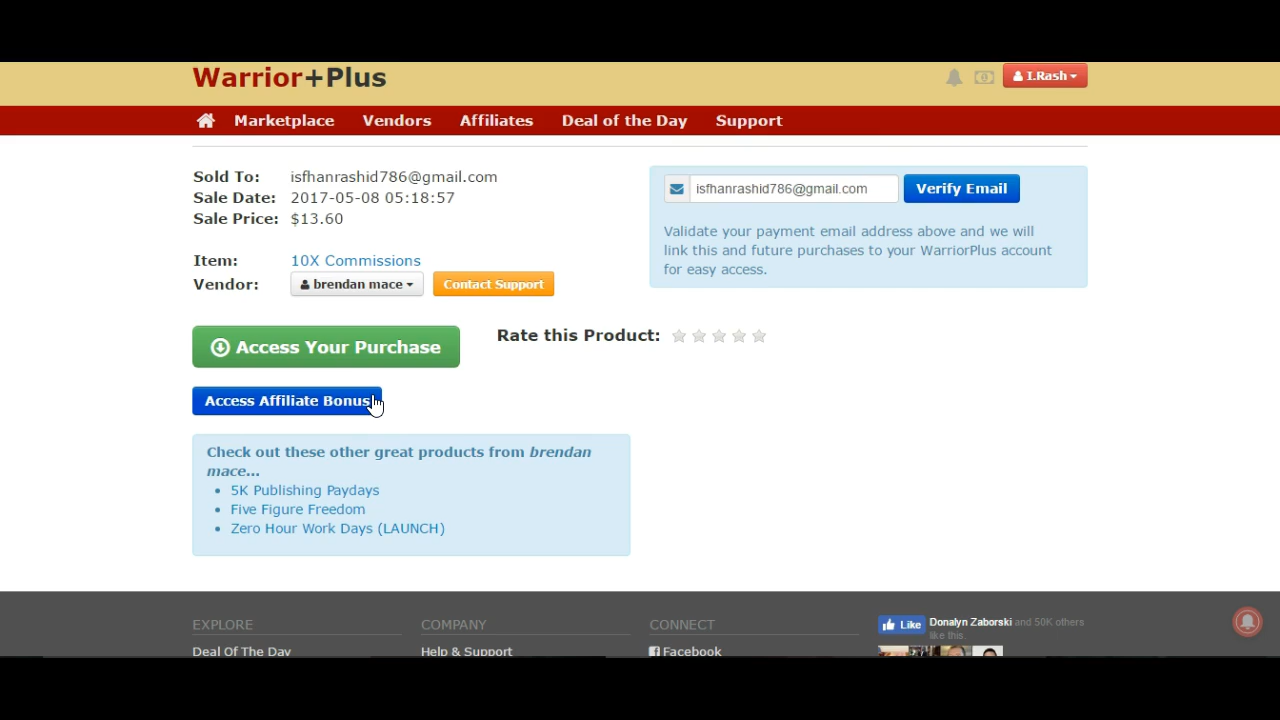 Warrior+Plus
I.Rash
Marketplace Vendors Affiliates Deal of the Day Support
Sold To: isfhanrashid786@gmail.com
Sale Date: 2017-05-08 05:18:57
Sale Price: $13.60
Item: 10X Commissions
Vendor: brendan mace Contact Support
isfhanrashid786@gmail.com Verify Email
Validate your payment email address above and we will
link this and future purchases to your WarriorPlus account
for easy access.
Access Your Purchase
Rate this Product:
Access Affiliate Bonus
Check out these other great products from brendan
mace...
5K Publishing Paydays
Five Figure Freedom
Zero Hour Work Days (LAUNCH)
EXPLORE
Deal Of The Day
COMPANY
Help & Support
CONNECT
Facebook
Like Donalyn Zaborski and 50K others
like this.